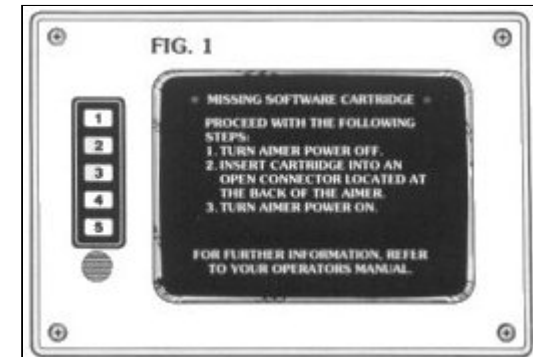 FIG. 1
1
2
3
4
5
MISSING SOFTWARE CARTRIDGE
PROCEED WITH THE FOLLOWING
STEPS:
1. TURN AIMER POWER OFF.
2. INSERT CARTRIDGE INTO AN
OPEN CONNECTOR LOCATED AT
THE BACK OF THE AIMER.
3. TURN AIMER POWER ON.
FOR FURTHER INFORMATION, REFER
TO YOUR OPERATORS MANUAL.